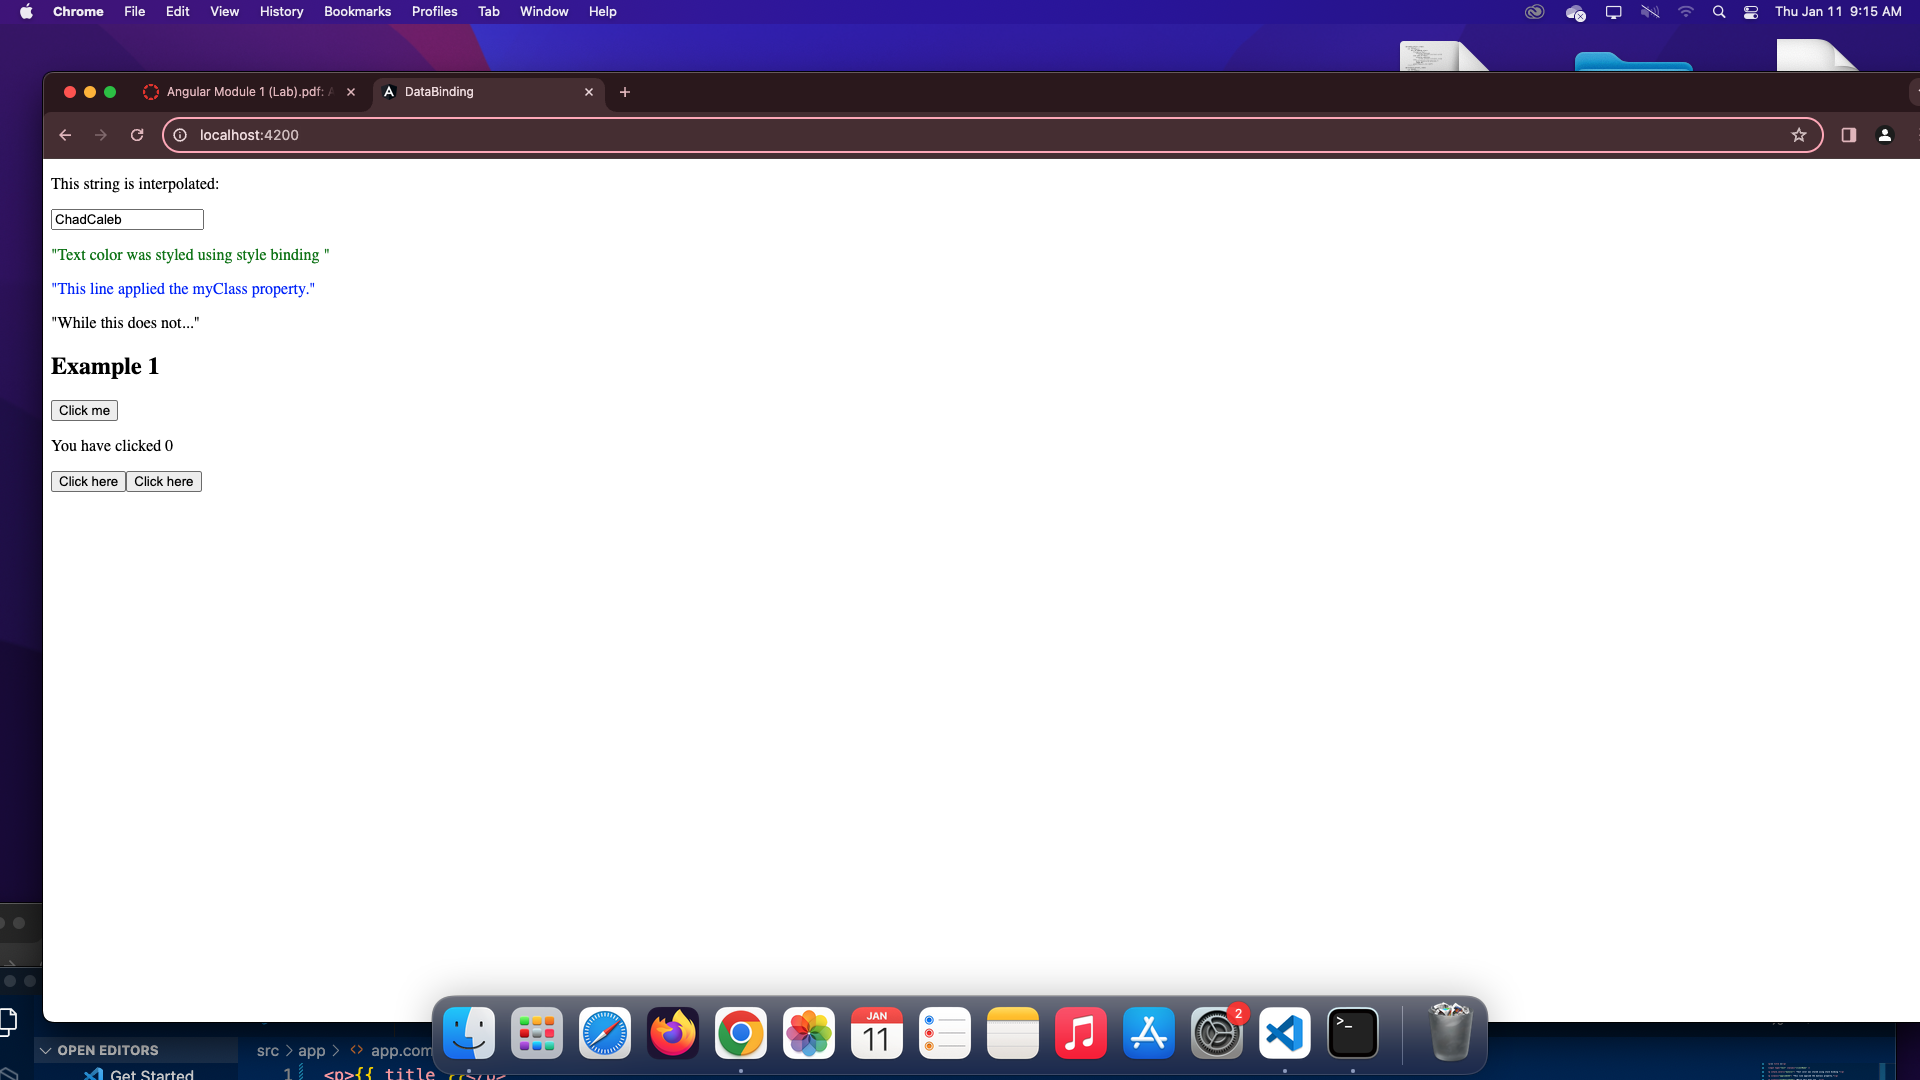 Chrome File Edit View History Bookmarks Profiles Tab Window Help Thu Jan 11 9:15 AM
Angular Module 1 (Lab).pdf: DataBinding
localhost:4200
This string is interpolated:
ChadCaleb
"Text color was styled using style binding "
"This line applied the myClass property."
"While this does not..."
Example 1
Click me
You have clicked 0
Click here Click here
JAN
11
2
>_
OPEN EDITORS src > app > <> app.com
Get Started 1 <p>{{ title }}</p>